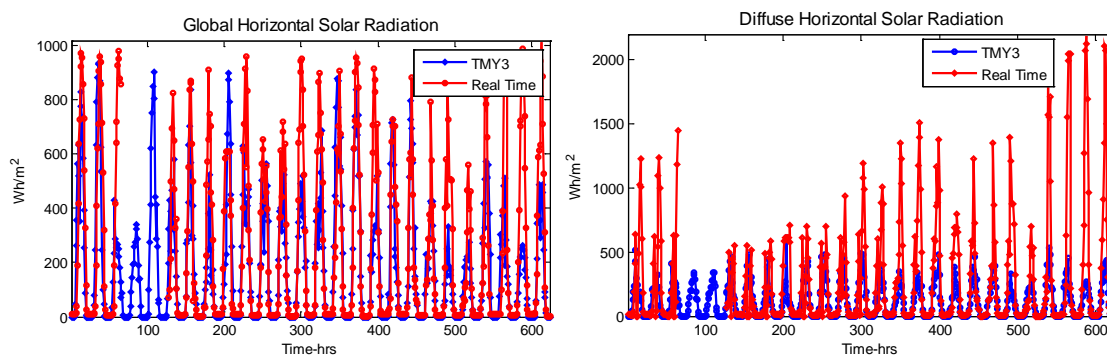 Global Horizontal Solar Radiation
1000
800
600
400
200
0
Wh/m²
100
200
300
400
500
600
Time-hrs
TMY3
Real Time
Diffuse Horizontal Solar Radiation
2000
1500
1000
500
0
Wh/m²
100
200
300
400
500
600
Time-hrs
TMY3
Real Time